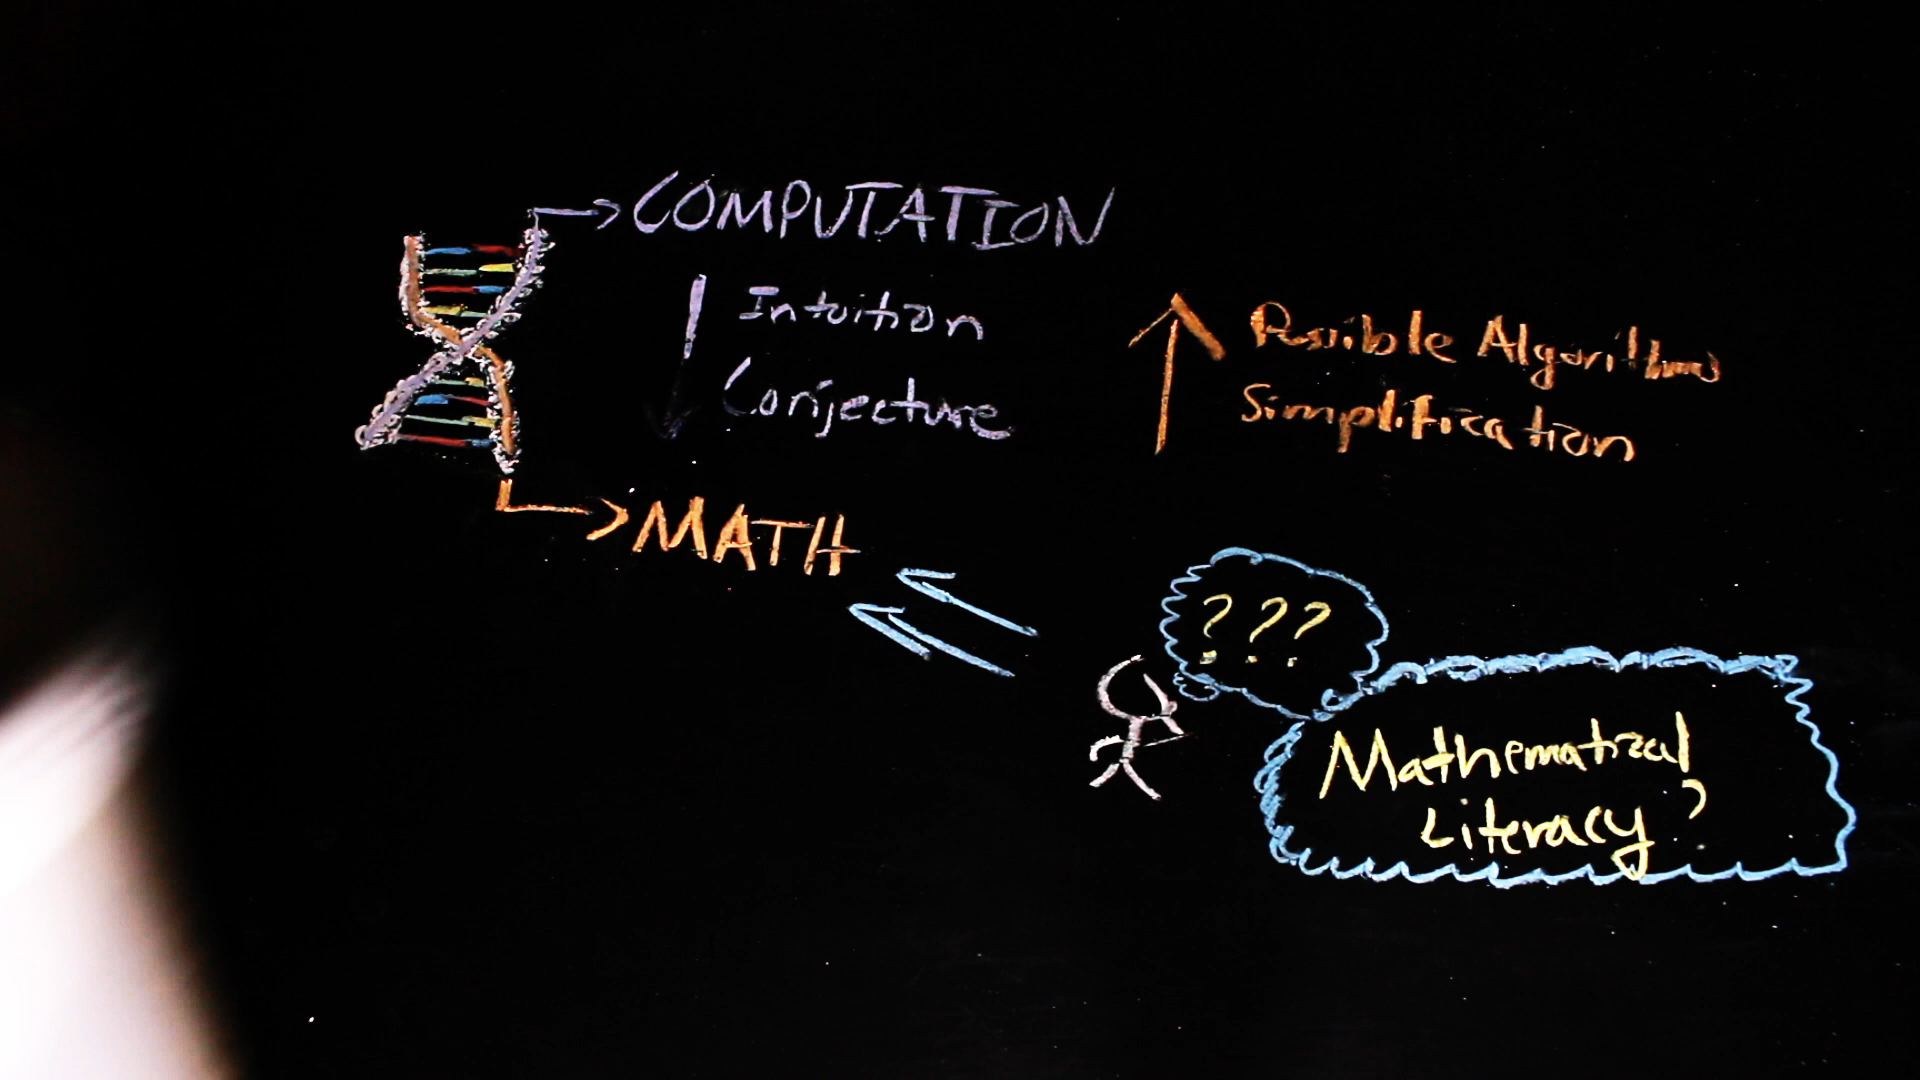 COMPUTATION
Intuition
Conjecture
Possible Algorithms
Simplification
MATH
???
Mathematical
Literacy?